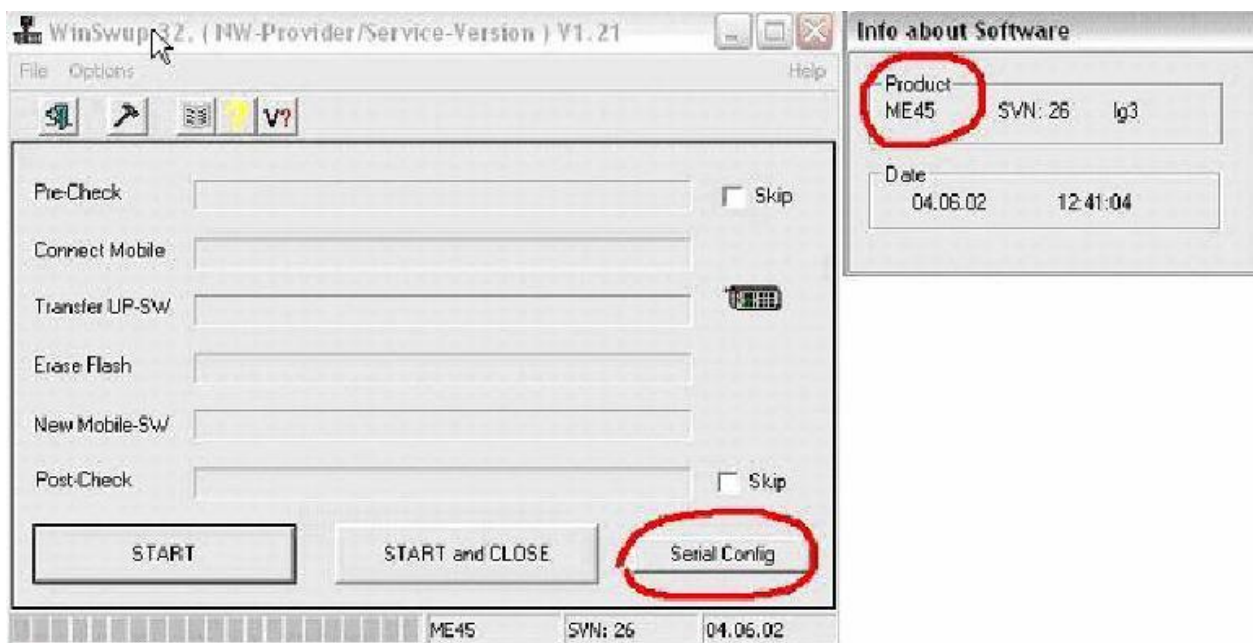 WinSwup 32, ( NW-Provider/Service-Version ) V1.21
File Options Help
V?
Pre-Check Skip
Connect Mobile
Transfer UP-SW
Erase Flash
New Mobile-SW
Post-Check Skip
START START and CLOSE Serial Config
ME45 SVN: 26 04.06.02
Info about Software
Product
ME45 SVN: 26 lg3
Date
04.06.02 12:41:04